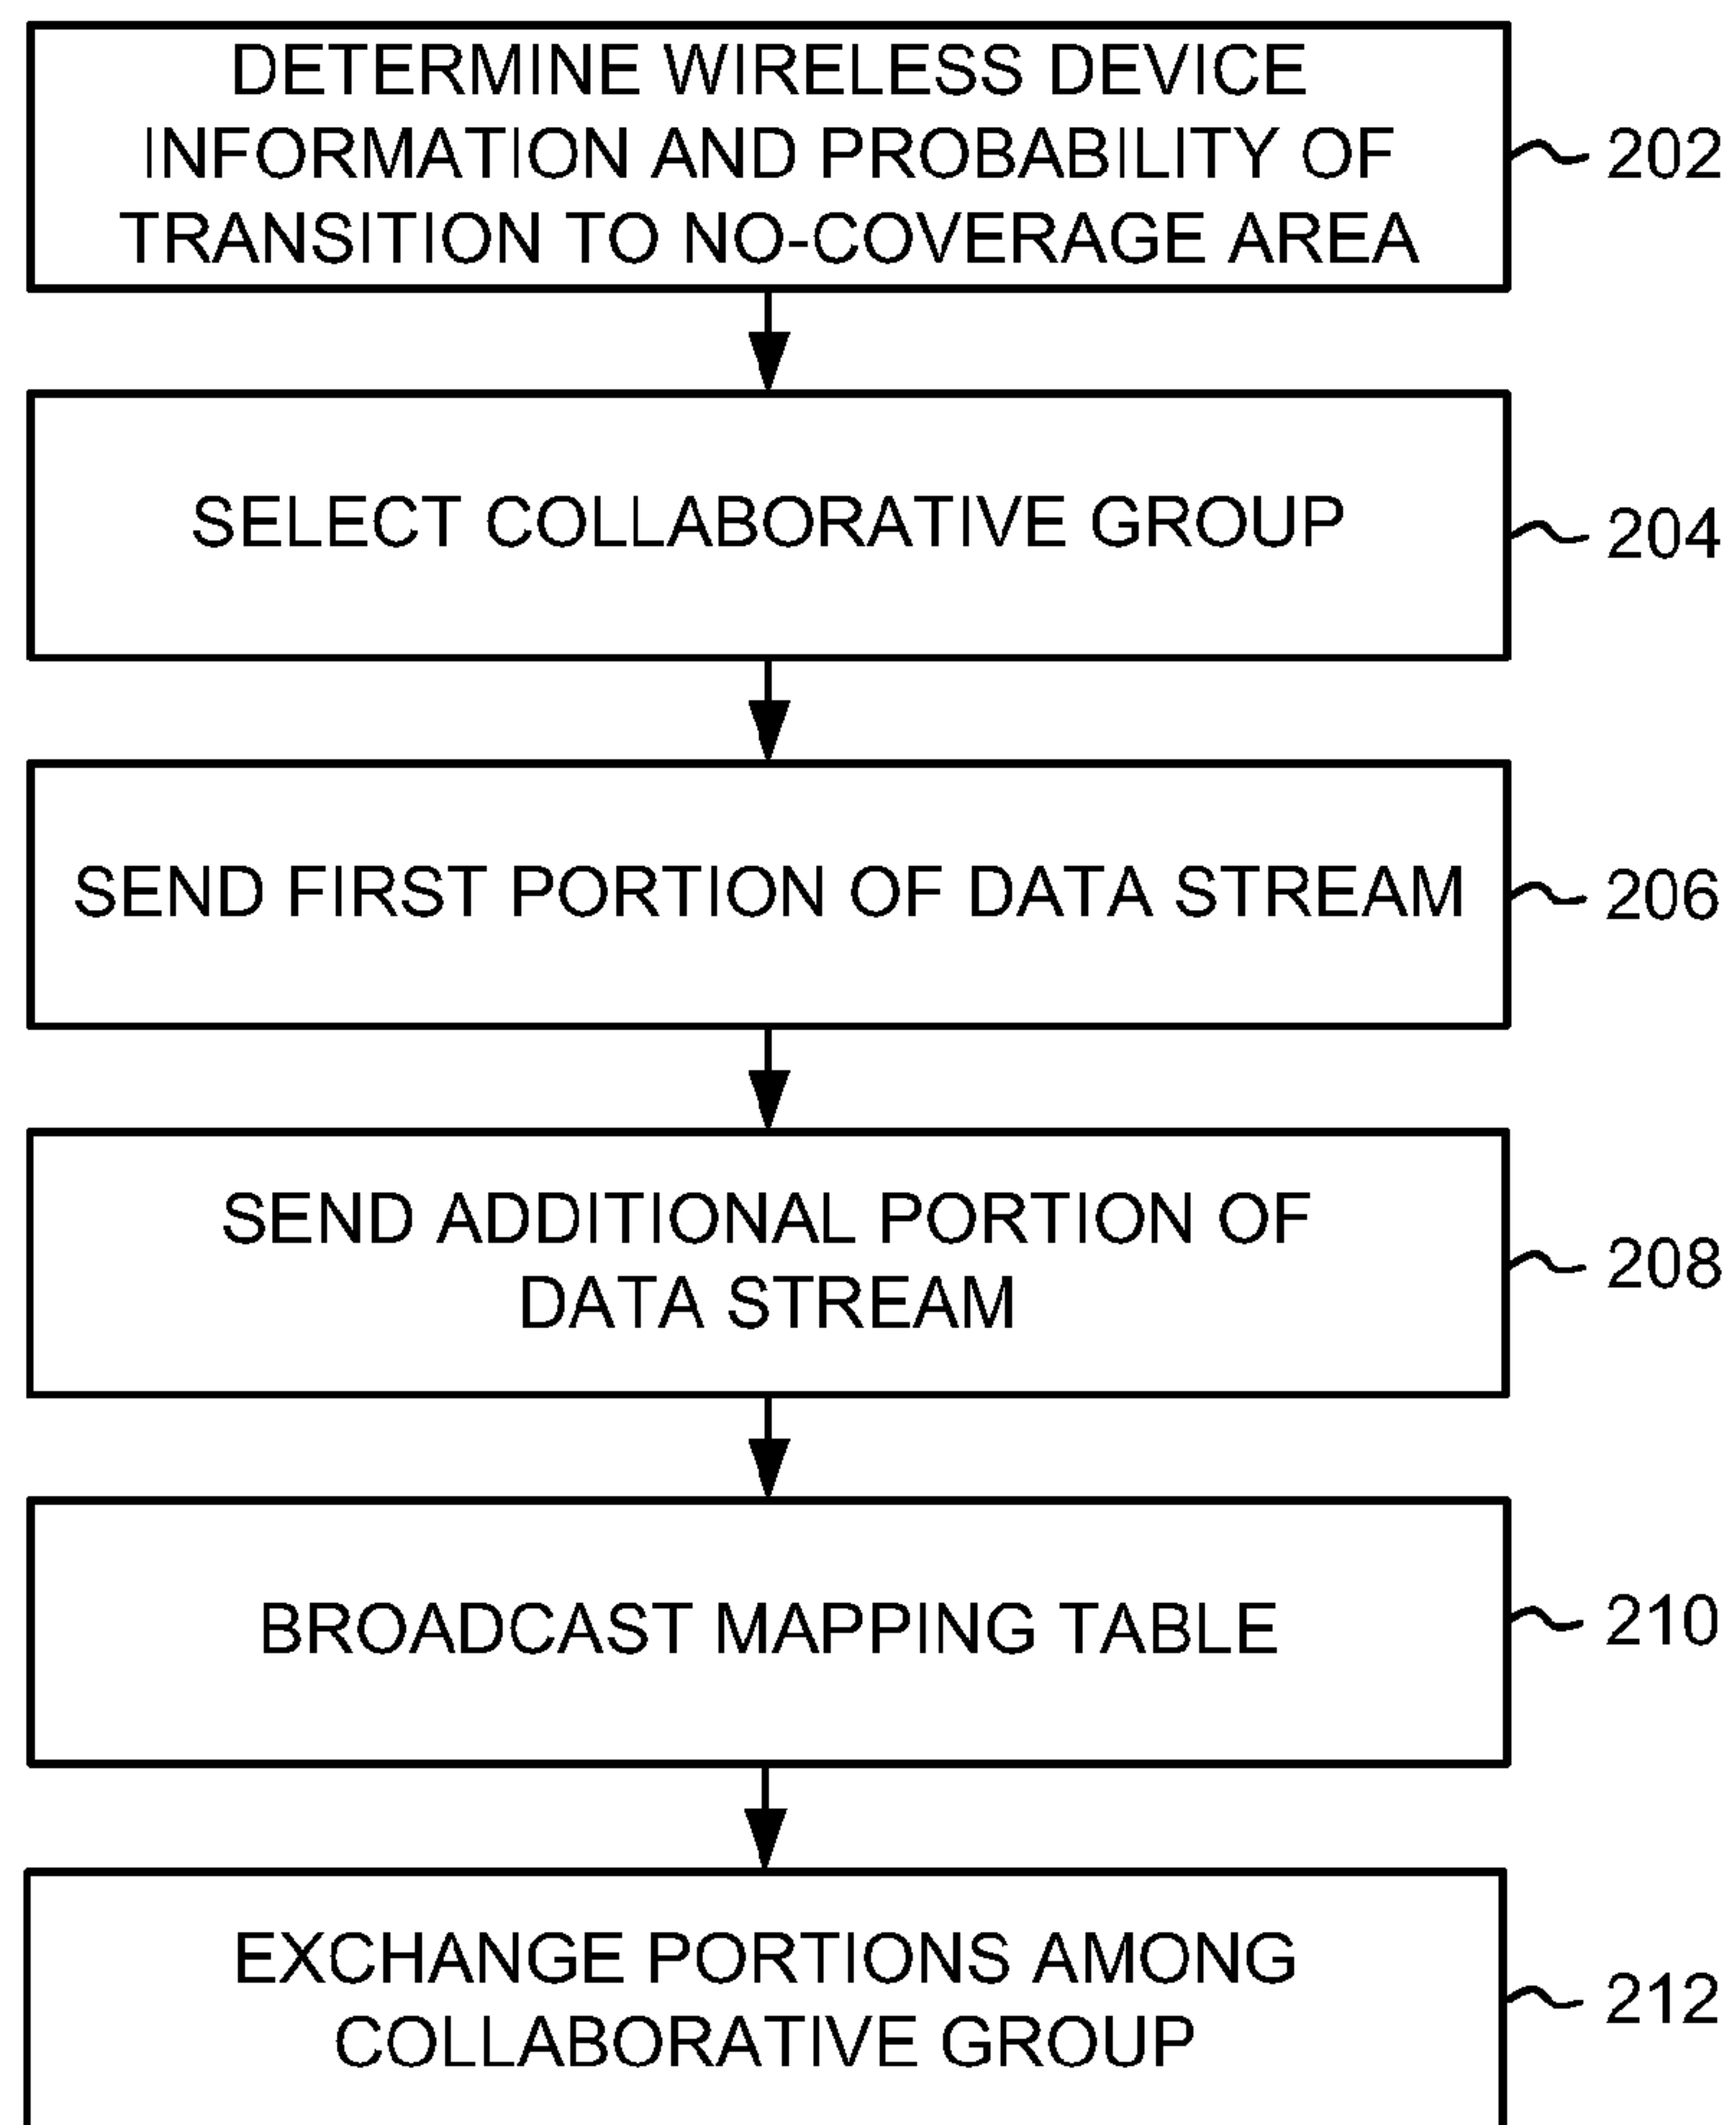 DETERMINE WIRELESS DEVICE
INFORMATION AND PROBABILITY OF
TRANSITION TO NO-COVERAGE AREA
202
SELECT COLLABORATIVE GROUP
204
SEND FIRST PORTION OF DATA STREAM
206
SEND ADDITIONAL PORTION OF
DATA STREAM
208
BROADCAST MAPPING TABLE
210
EXCHANGE PORTIONS AMONG
COLLABORATIVE GROUP
212